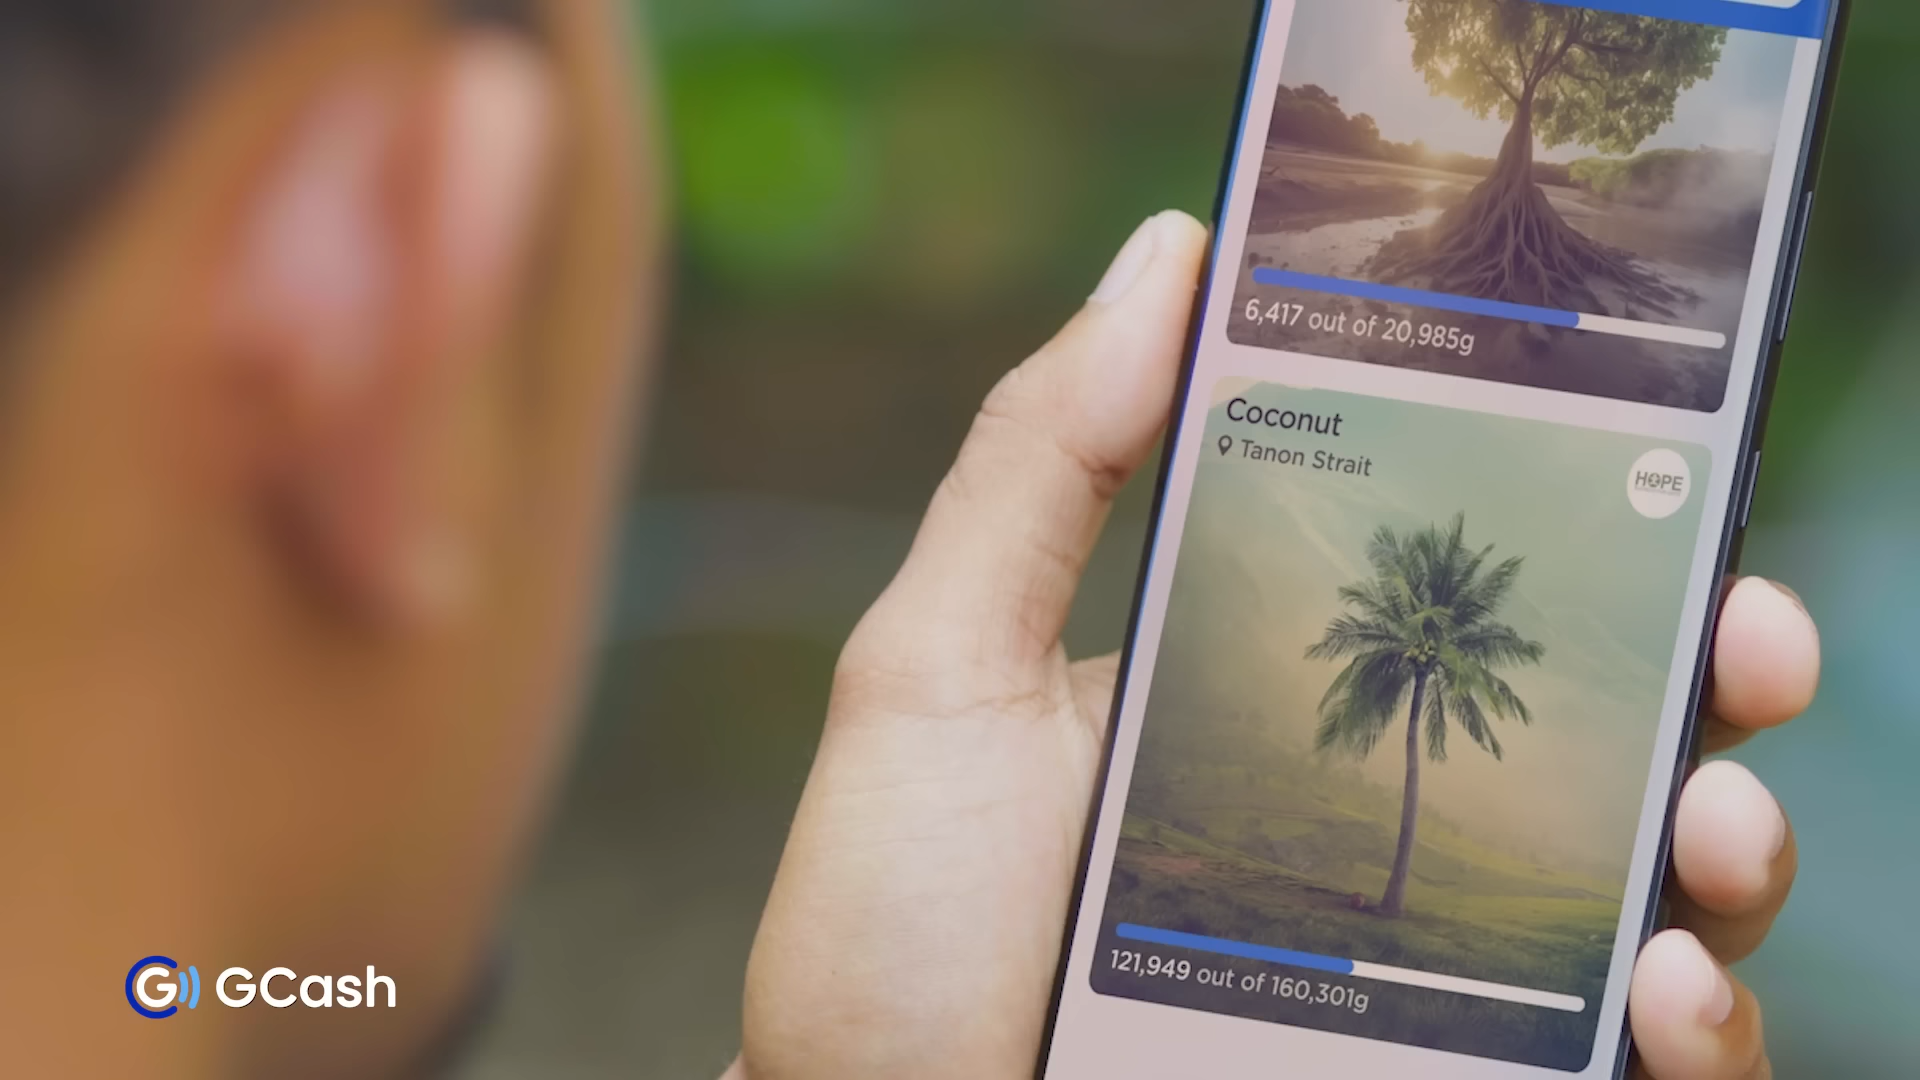 6,417 out of 20,985g
Coconut
Tanon Strait
HOPE
121,949 out of 160,301g
GCash